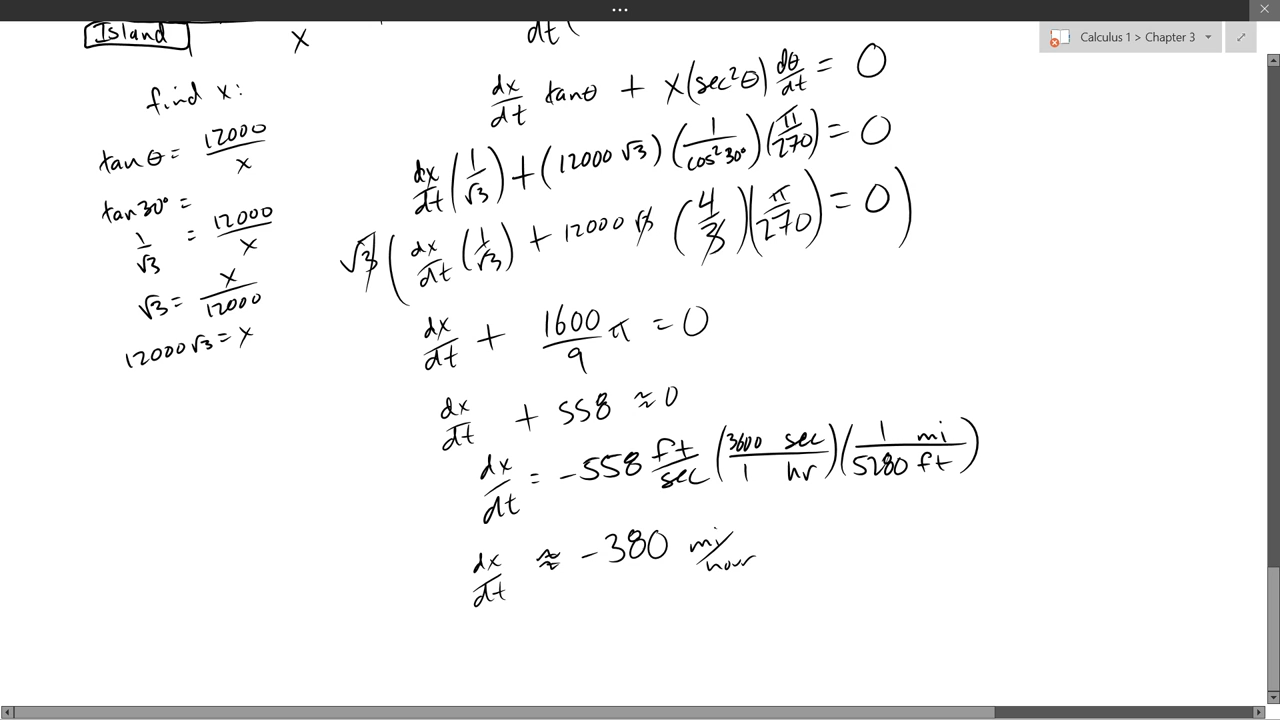 Calculus 1 > Chapter 3
Island
x
dt(
find x:
tanθ = 12000/x
tan30° =
1/√3 = 12000/x
√3 = x/12000
12000√3 = x
dx/dt tanθ + x(sec²θ) dθ/dt = 0
dx/dt (1/√3) + (12000√3)(1/cos²30°)(π/270) = 0
√3 (dx/dt (1/√3) + 12000√3 (4/3)(π/270) = 0)
dx/dt + 1600/9 π = 0
dx/dt + 558 ≈ 0
dx/dt = -558 ft/sec (3600 sec/1 hr)(1 mi/5280 ft)
dx/dt ≈ -380 mi/hour